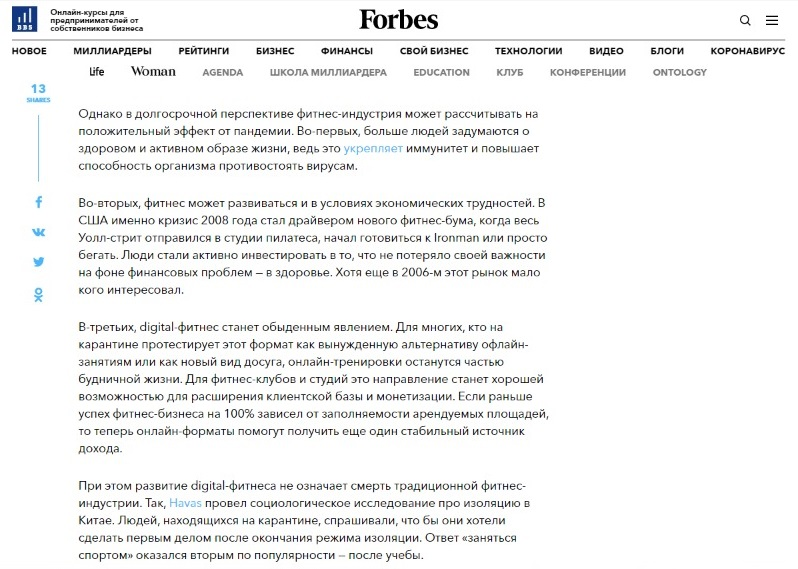 BBS
Онлайн-курсы для
предпринимателей от
собственников бизнеса
Forbes
НОВОЕ МИЛЛИАРДЕРЫ РЕЙТИНГИ БИЗНЕС ФИНАНСЫ СВОЙ БИЗНЕС ТЕХНОЛОГИИ ВИДЕО БЛОГИ КОРОНАВИРУС
Life Woman AGENDA ШКОЛА МИЛЛИАРДЕРА EDUCATION КЛУБ КОНФЕРЕНЦИИ ONTOLOGY
13
SHARES
Однако в долгосрочной перспективе фитнес-индустрия может рассчитывать на
положительный эффект от пандемии. Во-первых, больше людей задумаются о
здоровом и активном образе жизни, ведь это укрепляет иммунитет и повышает
способность организма противостоять вирусам.
Во-вторых, фитнес может развиваться и в условиях экономических трудностей. В
США именно кризис 2008 года стал драйвером нового фитнес-бума, когда весь
Уолл-стрит отправился в студии пилатеса, начал готовиться к Ironman или просто
бегать. Люди стали активно инвестировать в то, что не потеряло своей важности
на фоне финансовых проблем — в здоровье. Хотя еще в 2006-м этот рынок мало
кого интересовал.
В-третьих, digital-фитнес станет обыденным явлением. Для многих, кто на
карантине протестирует этот формат как вынужденную альтернативу офлайн-
занятиям или как новый вид досуга, онлайн-тренировки останутся частью
будничной жизни. Для фитнес-клубов и студий это направление станет хорошей
возможностью для расширения клиентской базы и монетизации. Если раньше
успех фитнес-бизнеса на 100% зависел от заполняемости арендуемых площадей,
то теперь онлайн-форматы помогут получить еще один стабильный источник
дохода.
При этом развитие digital-фитнеса не означает смерть традиционной фитнес-
индустрии. Так, Havas провел социологическое исследование про изоляцию в
Китае. Людей, находящихся на карантине, спрашивали, что бы они хотели
сделать первым делом после окончания режима изоляции. Ответ «заняться
спортом» оказался вторым по популярности — после учебы.